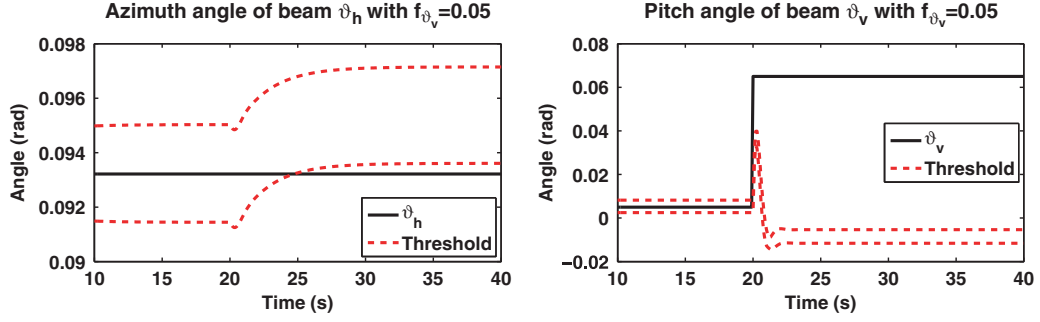 Azimuth angle of beam ϑh with fϑv=0.05
0.098
0.096
0.094
0.092
0.09
Angle (rad)
ϑh
Threshold
10 15 20 25 30 35 40
Time (s)
Pitch angle of beam ϑv with fϑv=0.05
0.08
0.06
0.04
0.02
0
−0.02
Angle (rad)
ϑv
Threshold
10 15 20 25 30 35 40
Time (s)